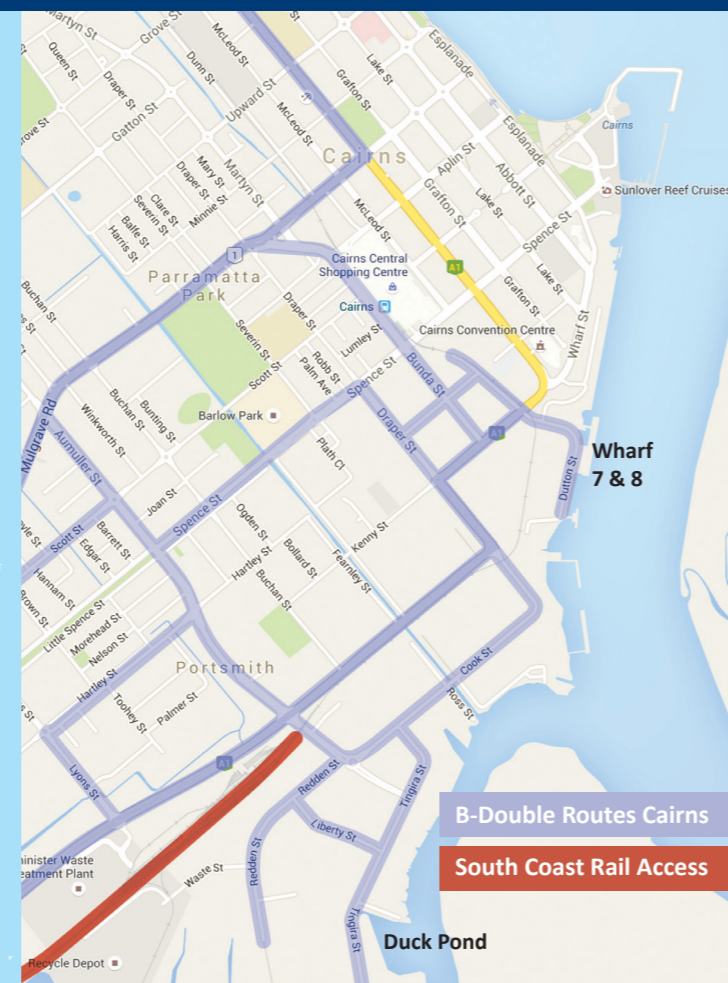 Martyn St
Grove St
McLeod St
Esplanade
Queen St
Draper St
Dunn St
Lake St
Grafton St
Upward St
McLeod St
Gatton St
Cairns
Esplanade
Cairns
Aplin St
Abbott St
Mary St
Draper St
Minnie St
Martyn St
Clare St
Severin St
Balfe St
Harris St
Grafton St
Lake St
Sunlover Reef Cruises
McLeod St
Spence St
1
Cairns Central
Shopping Centre
A1
Lake St
Parramatta
Park
Grafton St
Buchan St
Cairns
Draper St
Lumley St
Cairns Convention Centre
Wharf St
Severin St
Scott St
Robb St
Palm Ave
Spence St
Bunda St
Mulgrave Rd
Buchan St
Bunting St
Winkworth St
Barlow Park
Draper St
A1
Aumuller St
Plath Cl
Wharf
7 & 8
Dutton St
Joan St
Spence St
Scott St
Barrett St
Edgar St
Ogden St
Hartley St
Bollard St
Kenny St
Fearnley St
Buchan St
Hannam St
Brown St
Little Spence St
Morehead St
Nelson St
Portsmith
Cook St
Ross St
Hartley St
Toohey St
Palmer St
A1
Lyons St
Redden St
Tingira St
B-Double Routes Cairns
Liberty St
Redden St
South Coast Rail Access
Waste St
Tingira St
Duck Pond
Recycle Depot